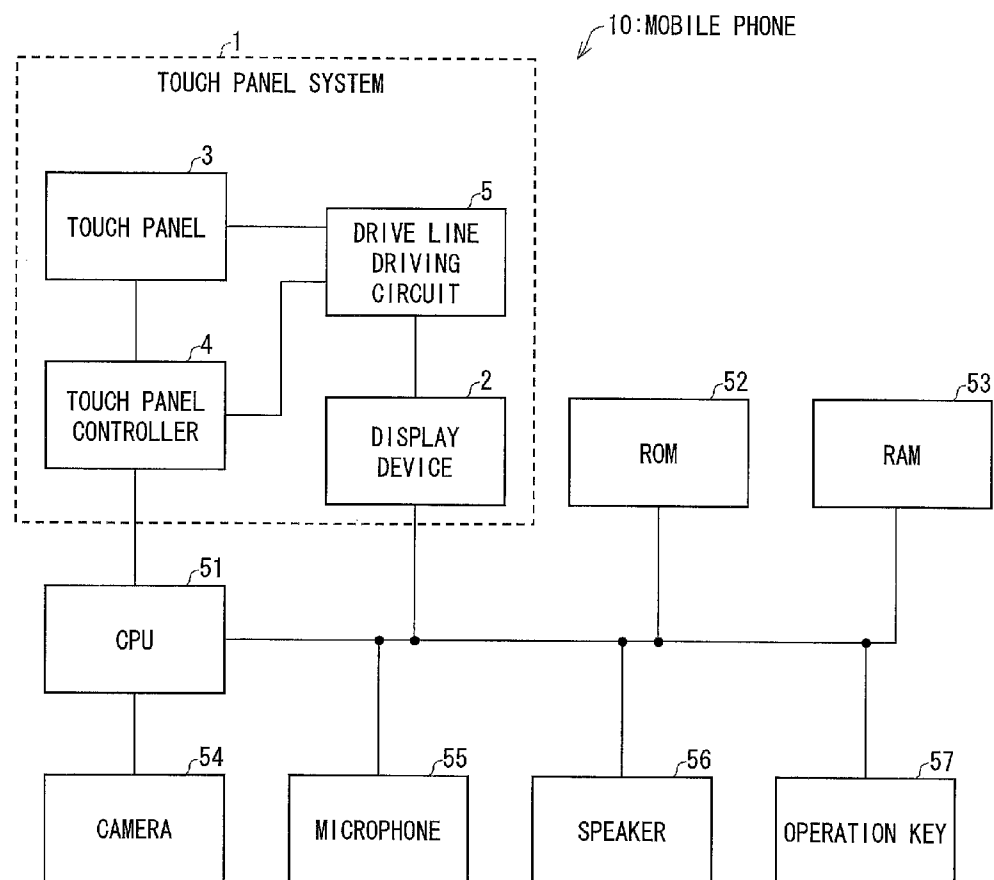 10:MOBILE PHONE
1
TOUCH PANEL SYSTEM
3
TOUCH PANEL
5
DRIVE LINE
DRIVING
CIRCUIT
4
TOUCH PANEL
CONTROLLER
2
DISPLAY
DEVICE
52
ROM
53
RAM
51
CPU
54
CAMERA
55
MICROPHONE
56
SPEAKER
57
OPERATION KEY